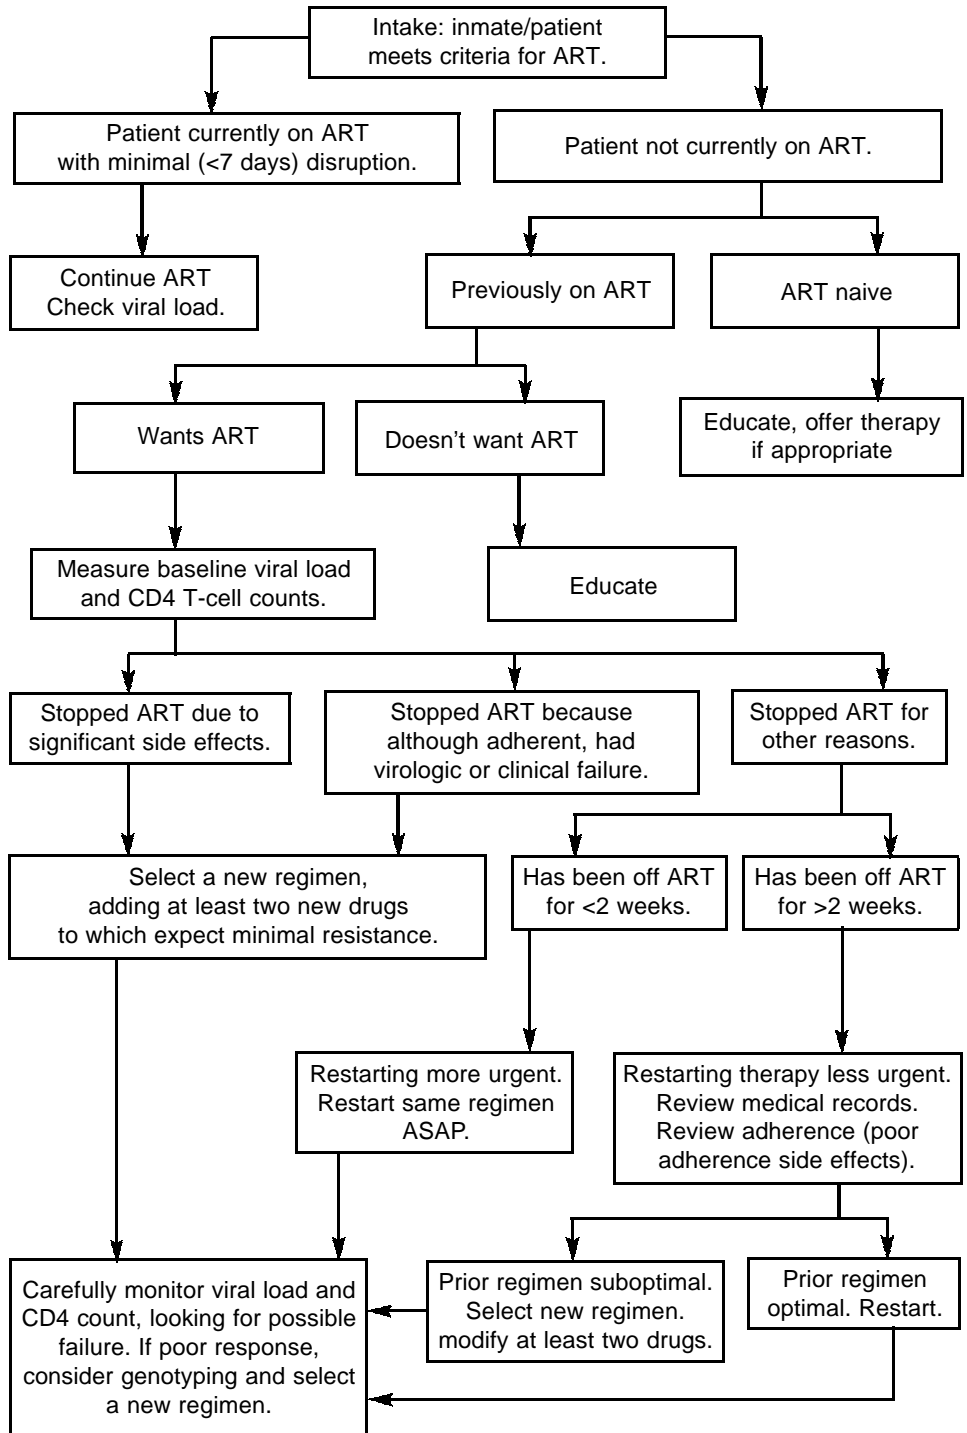 Intake: inmate/patient
meets criteria for ART.
Patient currently on ART
with minimal (<7 days) disruption.
Patient not currently on ART.
Continue ART
Check viral load.
Previously on ART
ART naive
Wants ART
Doesn't want ART
Educate, offer therapy
if appropriate
Measure baseline viral load
and CD4 T-cell counts.
Educate
Stopped ART due to
significant side effects.
Stopped ART because
although adherent, had
virologic or clinical failure.
Stopped ART for
other reasons.
Select a new regimen,
adding at least two new drugs
to which expect minimal resistance.
Has been off ART
for <2 weeks.
Has been off ART
for >2 weeks.
Restarting more urgent.
Restart same regimen
ASAP.
Restarting therapy less urgent.
Review medical records.
Review adherence (poor
adherence side effects).
Carefully monitor viral load and
CD4 count, looking for possible
failure. If poor response,
consider genotyping and select
a new regimen.
Prior regimen suboptimal.
Select new regimen.
modify at least two drugs.
Prior regimen
optimal. Restart.